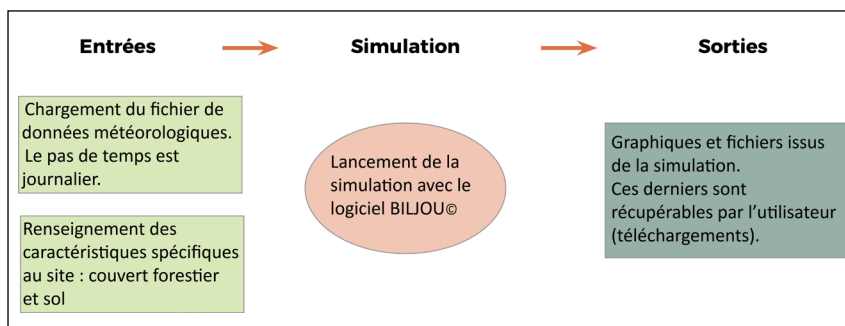 Entrées
Simulation
Sorties
Chargement du fichier de
données météorologiques.
Le pas de temps est
journalier.
Renseignement des
caractéristiques spécifiques
au site : couvert forestier
et sol
Lancement de la
simulation avec le
logiciel BILJOU©
Graphiques et fichiers issus
de la simulation.
Ces derniers sont
récupérables par l’utilisateur
(téléchargements).